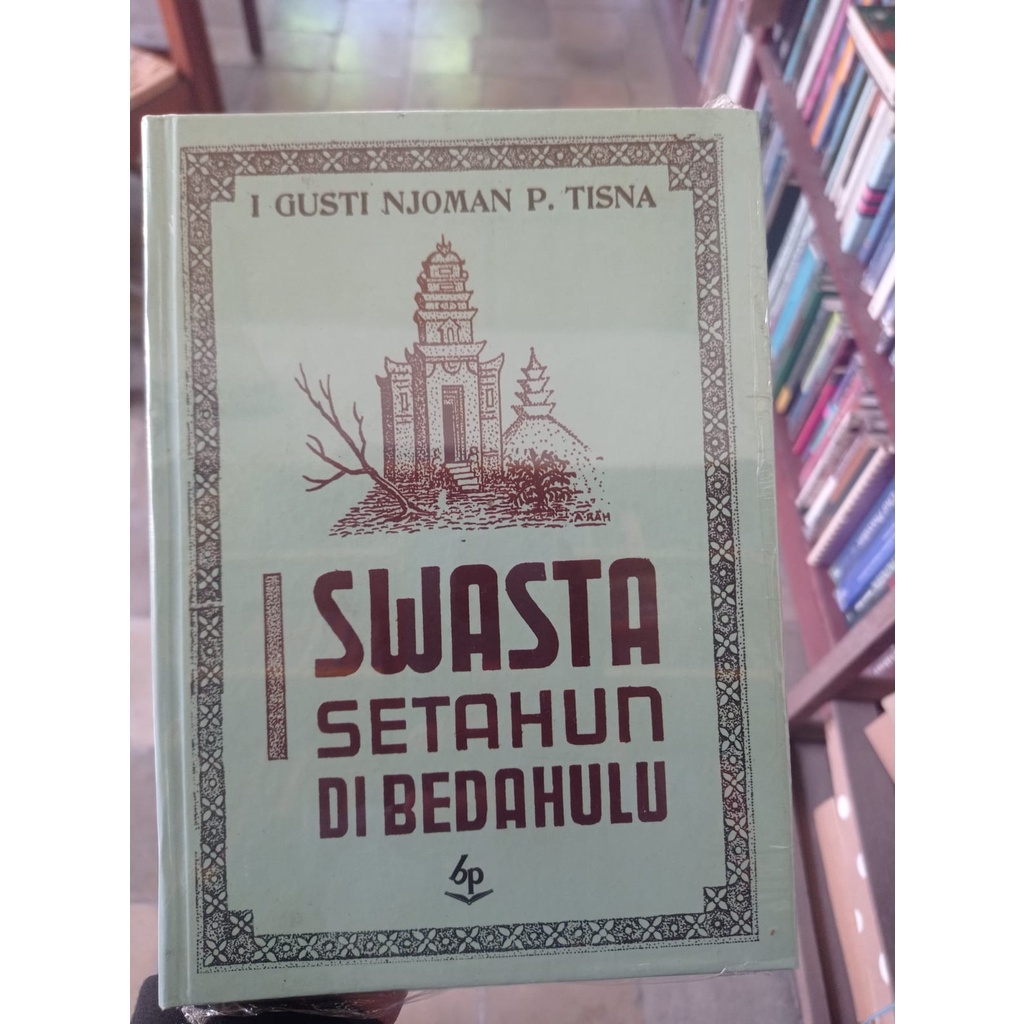 I GUSTI NJOMAN P. TISNA
A·RAH
I SWASTA
SETAHUN
DI BEDAHULU
bp